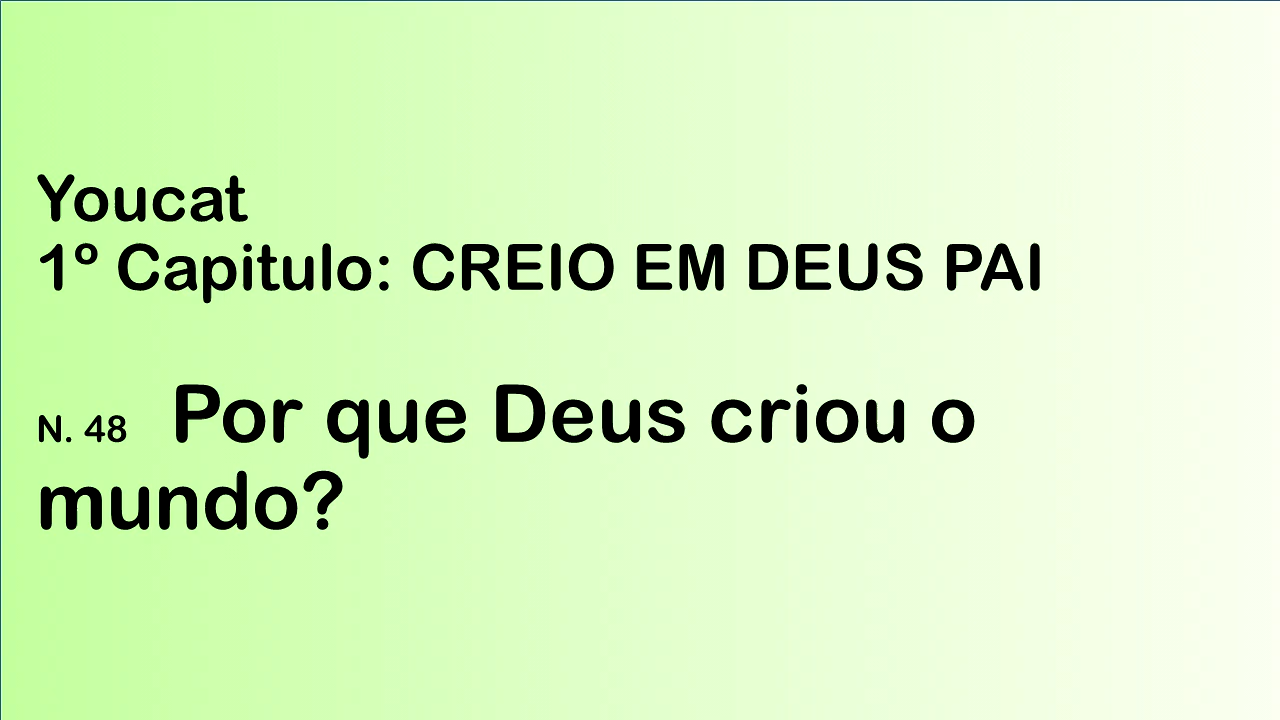 Youcat
1º Capitulo: CREIO EM DEUS PAI
N. 48 Por que Deus criou o
mundo?